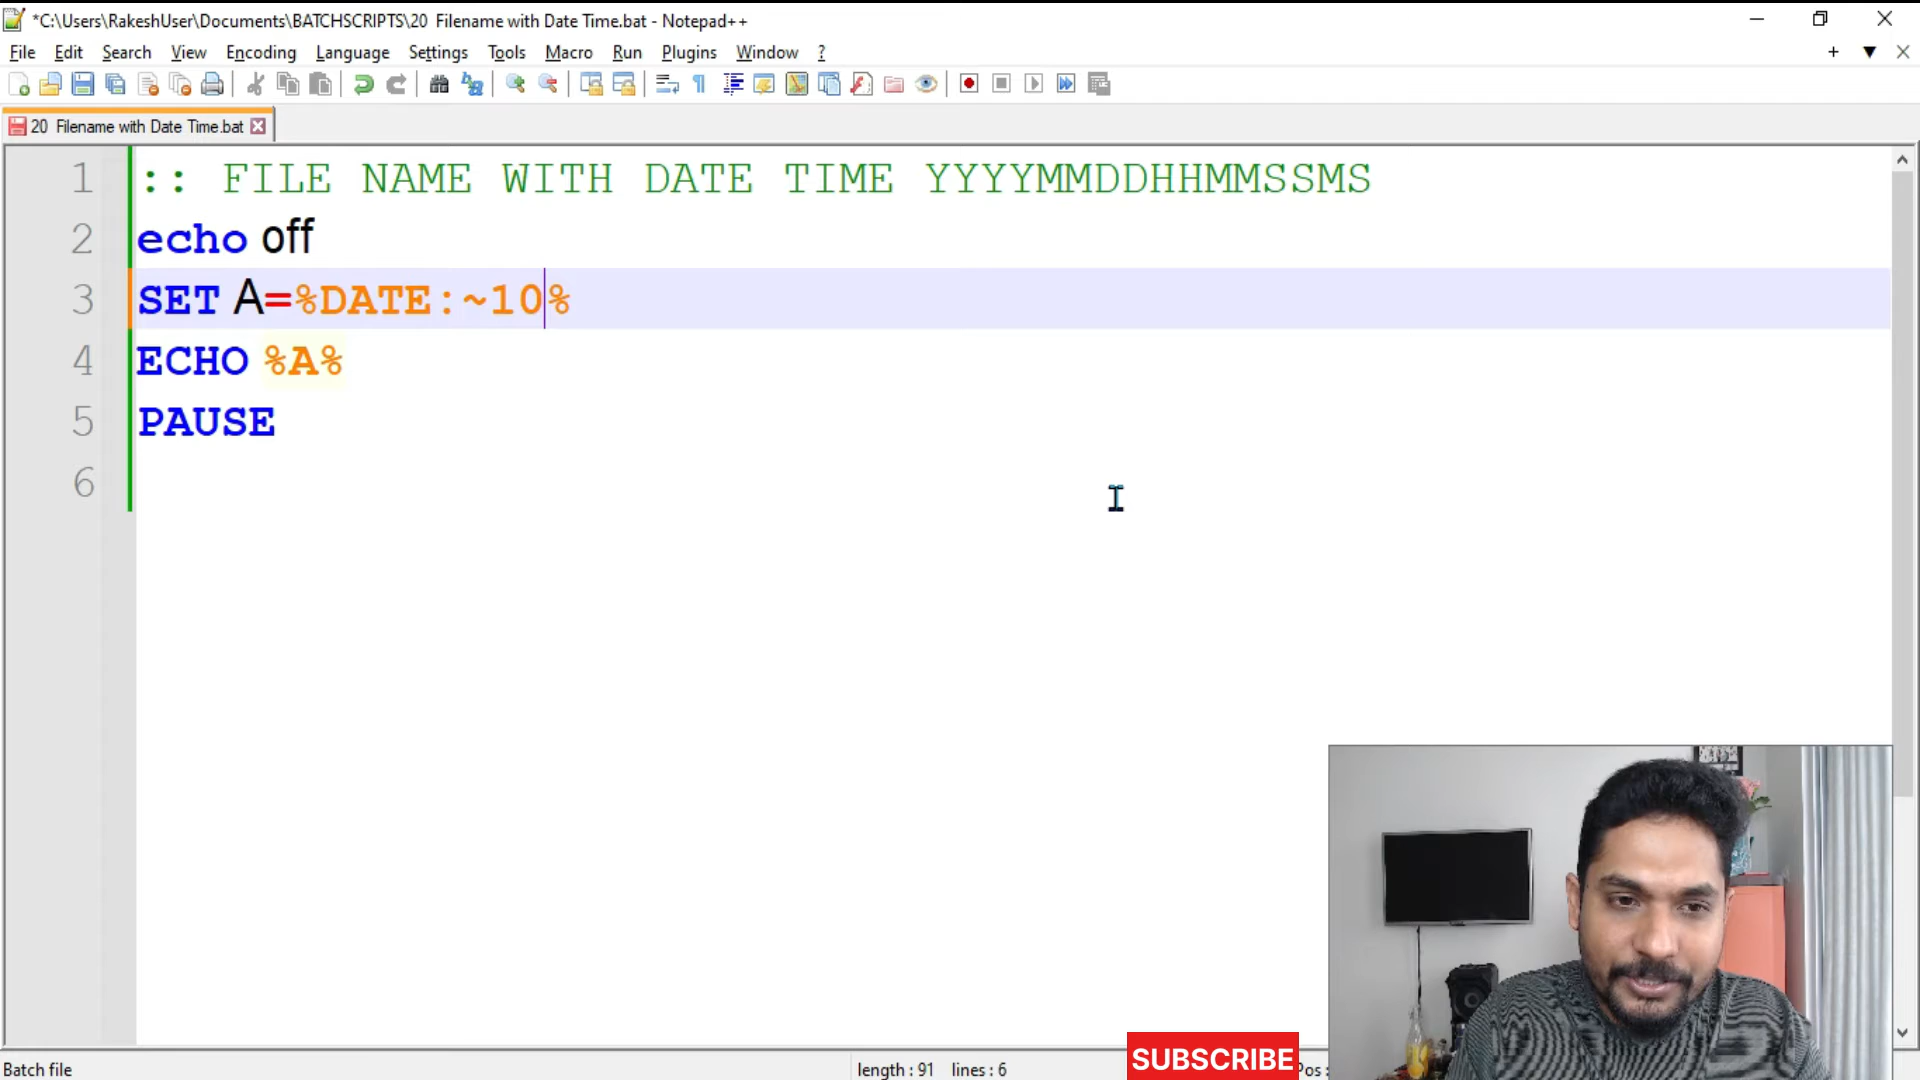 *C:\Users\RakeshUser\Documents\BATCHSCRIPTS\20 Filename with Date Time.bat - Notepad++
File Edit Search View Encoding Language Settings Tools Macro Run Plugins Window ?
20 Filename with Date Time.bat
1 :: FILE NAME WITH DATE TIME YYYYMMDDHHMMSSMS
2 echo off
3 SET A=%DATE:~10%
4 ECHO %A%
5 PAUSE
6
Batch file length : 91 lines : 6 SUBSCRIBE Pos :